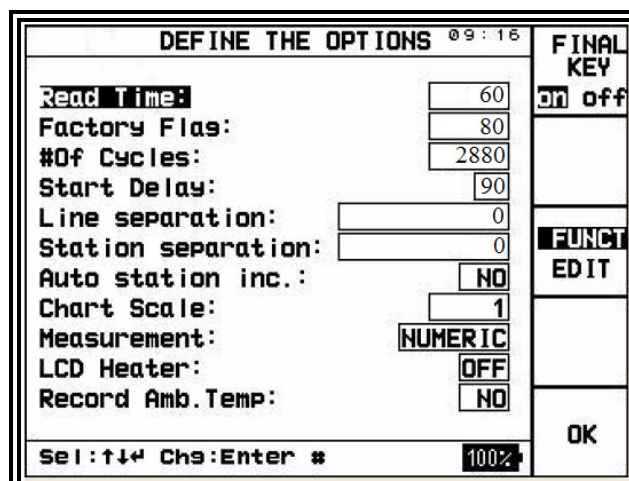 DEFINE THE OPTIONS 09:16
Read Time: 60
Factory Flag: 80
#Of Cycles: 2880
Start Delay: 90
Line separation: 0
Station separation: 0
Auto station inc.: NO
Chart Scale: 1
Measurement: NUMERIC
LCD Heater: OFF
Record Amb.Temp: NO
Sel:↑↓↵ Chg:Enter # 100%
FINAL
KEY
on off
FUNCT
EDIT
OK